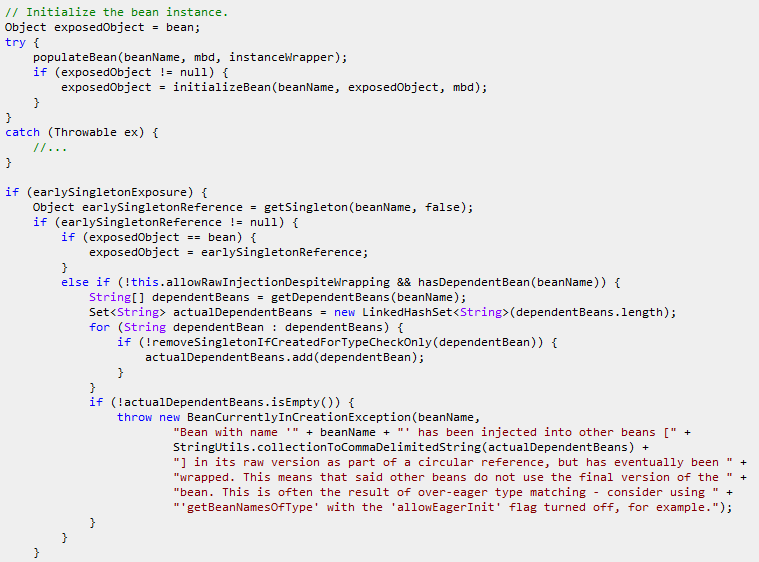 // Initialize the bean instance.
Object exposedObject = bean;
try {
    populateBean(beanName, mbd, instanceWrapper);
    if (exposedObject != null) {
        exposedObject = initializeBean(beanName, exposedObject, mbd);
    }
}
catch (Throwable ex) {
    //...
}

if (earlySingletonExposure) {
    Object earlySingletonReference = getSingleton(beanName, false);
    if (earlySingletonReference != null) {
        if (exposedObject == bean) {
            exposedObject = earlySingletonReference;
        }
        else if (!this.allowRawInjectionDespiteWrapping && hasDependentBean(beanName)) {
            String[] dependentBeans = getDependentBeans(beanName);
            Set<String> actualDependentBeans = new LinkedHashSet<String>(dependentBeans.length);
            for (String dependentBean : dependentBeans) {
                if (!removeSingletonIfCreatedForTypeCheckOnly(dependentBean)) {
                    actualDependentBeans.add(dependentBean);
                }
            }
            if (!actualDependentBeans.isEmpty()) {
                throw new BeanCurrentlyInCreationException(beanName,
                        "Bean with name '" + beanName + "' has been injected into other beans [" +
                        StringUtils.collectionToCommaDelimitedString(actualDependentBeans) +
                        "] in its raw version as part of a circular reference, but has eventually been " +
                        "wrapped. This means that said other beans do not use the final version of the " +
                        "bean. This is often the result of over-eager type matching - consider using " +
                        "'getBeanNamesOfType' with the 'allowEagerInit' flag turned off, for example.");
            }
        }
    }